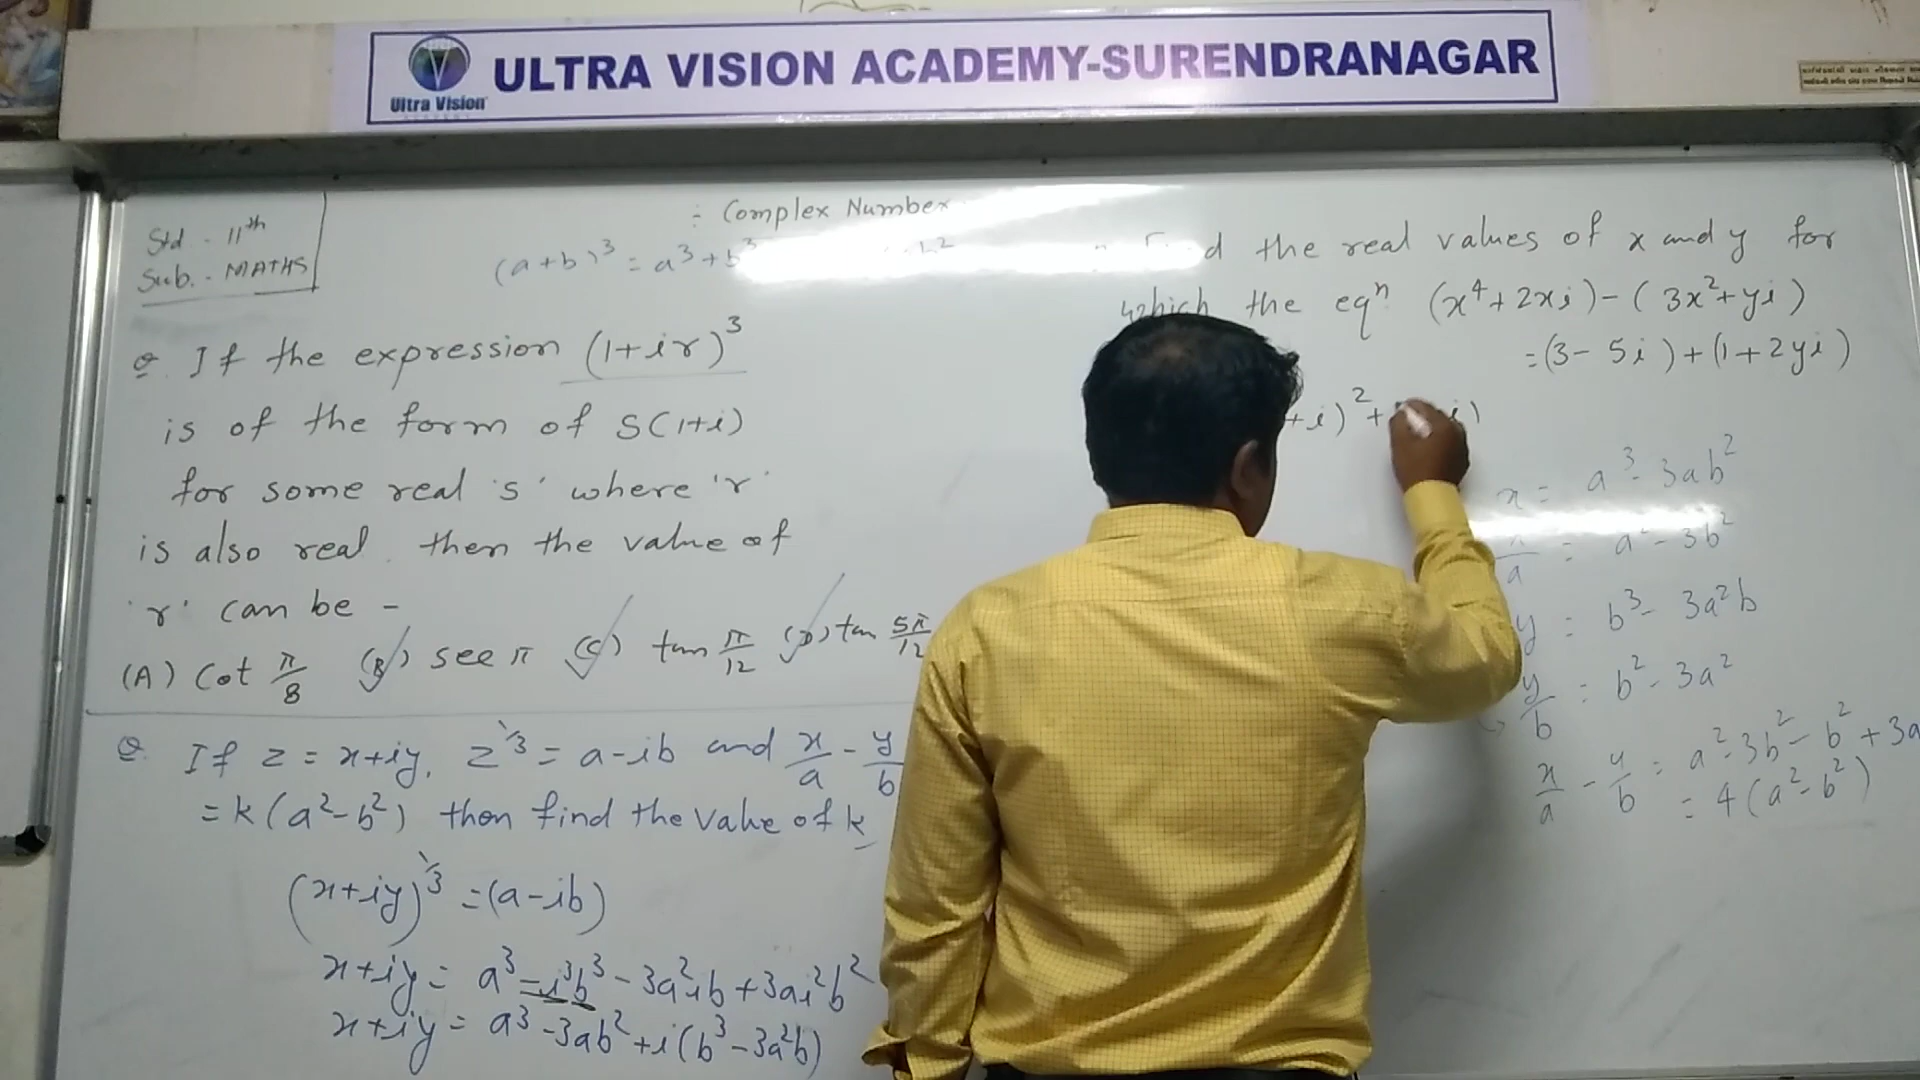 ULTRA VISION ACADEMY-SURENDRANAGAR
Ultra Vision
Std. - 11th
Sub. - MATHS
:- Complex Number
(a+b)³ = a³+b³
Q. If the expression (1+ir)³
is of the form of S(1+i)
for some real 's' where 'r'
is also real. then the value of
'r' can be -
(A) Cot π/8 (B) sec π (C) tan π/12 (D) tan 5π/12
Q. If z = x+iy, z^1/3 = a-ib and x/a - y/b
= k(a²-b²) then find the value of k
(x+iy)^1/3 = (a-ib)
x+iy = a³ - i³b³ - 3a²ib + 3ai²b²
x+iy = a³ - 3ab² + i(b³ - 3a²b)
the real values of x and y for
which the eqn (x⁴+2xi) - (3x²+yi)
= (3-5i) + (1+2yi)
+i)² +
x = a³ - 3ab²
x/a = a² - 3b²
y = b³ - 3a²b
y/b = b² - 3a²
x/a - y/b = a² - 3b² - b² + 3a
= 4(a²-b²)